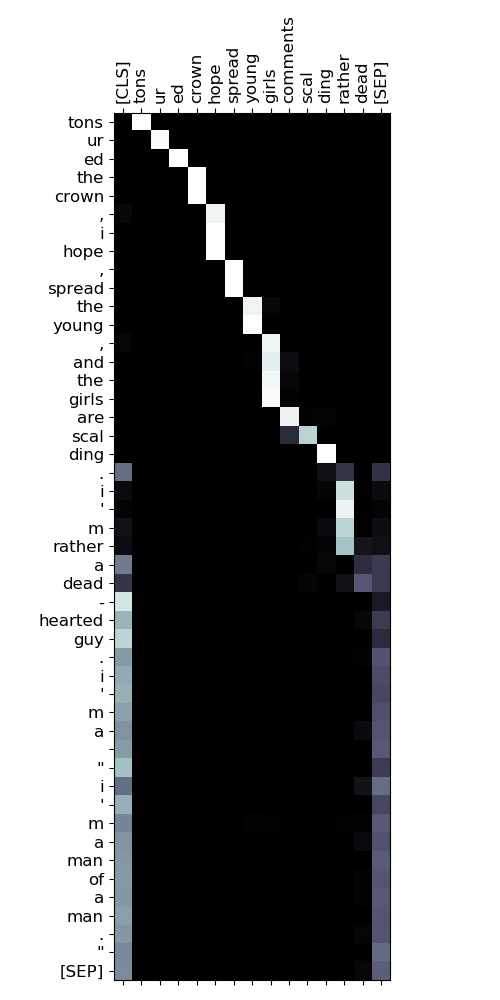 [CLS]
tons
ur
ed
crown
hope
spread
young
girls
comments
scal
ding
rather
dead
[SEP]
tons
ur
ed
the
crown
,
i
hope
,
spread
the
young
,
and
the
girls
are
scal
ding
.
i
'
m
rather
a
dead
-
hearted
guy
.
i
'
m
a
"
i
'
m
a
man
of
a
man
.
"
[SEP]